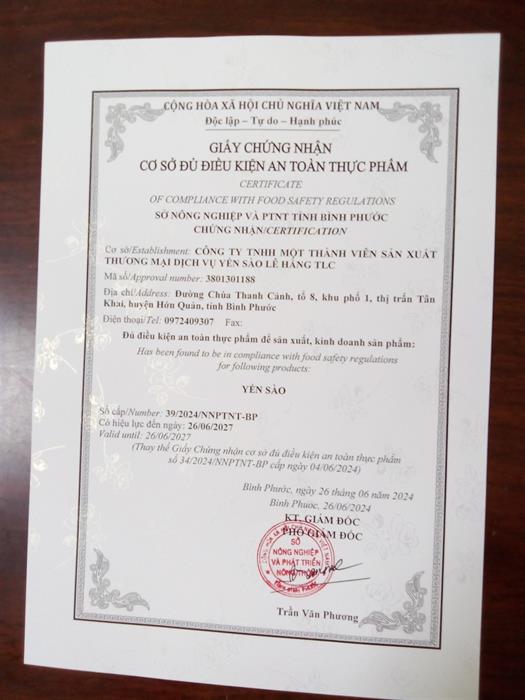 CỘNG HÒA XÃ HỘI CHỦ NGHĨA VIỆT NAM
Độc lập – Tự do – Hạnh phúc
GIẤY CHỨNG NHẬN
CƠ SỞ ĐỦ ĐIỀU KIỆN AN TOÀN THỰC PHẨM
CERTIFICATE
OF COMPLIANCE WITH FOOD SAFETY REGULATIONS
SỞ NÔNG NGHIỆP VÀ PTNT TỈNH BÌNH PHƯỚC
CHỨNG NHẬN/CERTIFICATION
Cơ sở/Establishment: CÔNG TY TNHH MỘT THÀNH VIÊN SẢN XUẤT
THƯƠNG MẠI DỊCH VỤ YẾN SÀO LÊ HẰNG TLC
Mã số/Approval number: 3801301188
Địa chỉ/Address: Đường Chùa Thanh Cảnh, tổ 8, khu phố 1, thị trấn Tân
Khai, huyện Hớn Quản, tỉnh Bình Phước
Điện thoại/Tel: 0972409307 Fax:
Đủ điều kiện an toàn thực phẩm để sản xuất, kinh doanh sản phẩm:
Has been found to be in compliance with food safety regulations
for following products:
YẾN SÀO
Số cấp/Number: 39/2024/NNPTNT-BP
Có hiệu lực đến ngày: 26/06/2027
Valid until: 26/06/2027
(Thay thế Giấy Chứng nhận cơ sở đủ điều kiện an toàn thực phẩm
số 34/2024/NNPTNT-BP cấp ngày 04/06/2024)
Bình Phước, ngày 26 tháng 06 năm 2024
Bình Phước, 26/06/2024
KT. GIÁM ĐỐC
PHÓ GIÁM ĐỐC
SỞ
NÔNG NGHIỆP
VÀ PHÁT TRIỂN
NÔNG THÔN
Trần Văn Phương